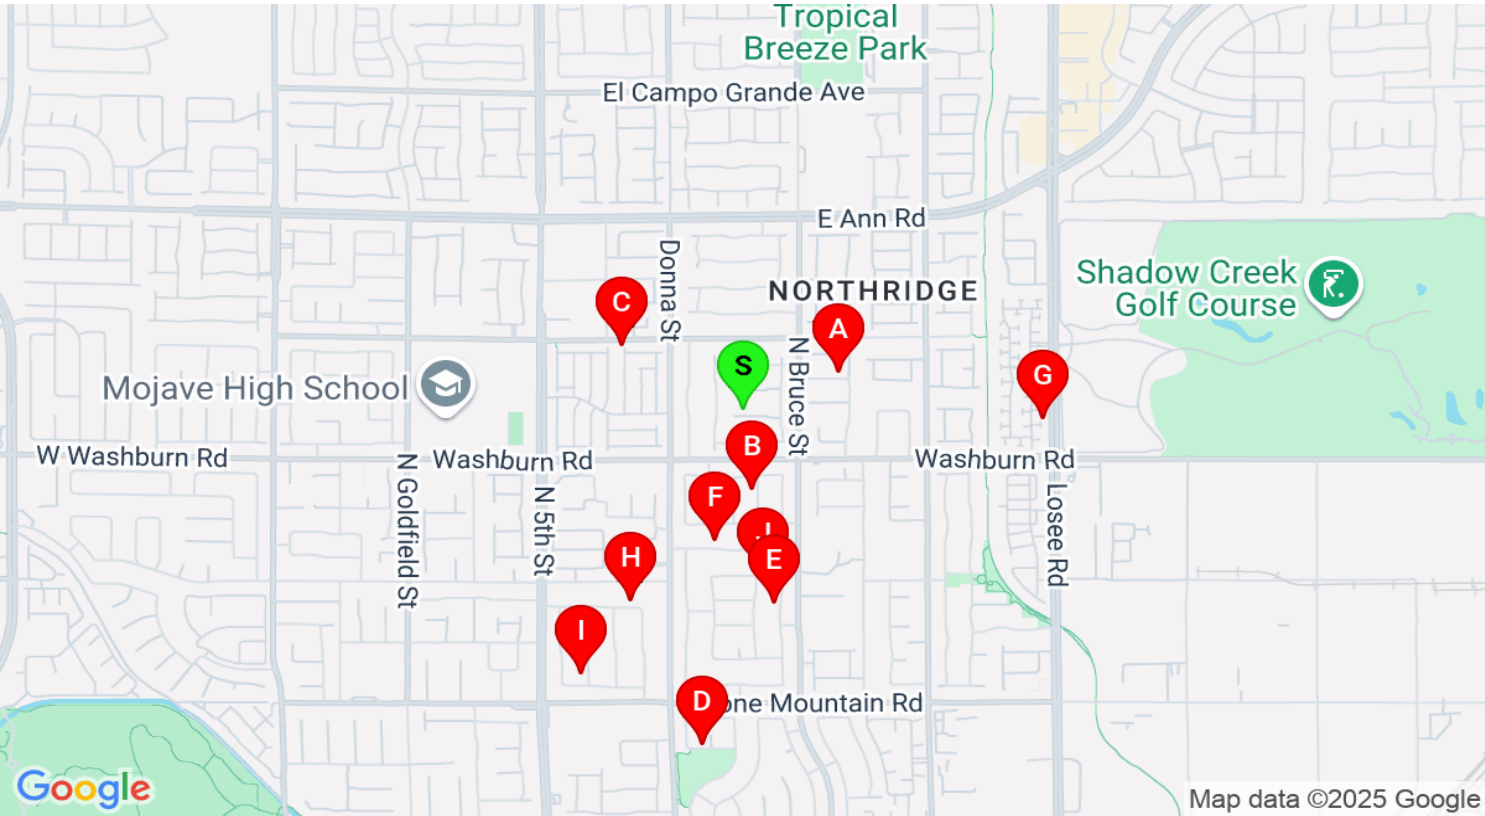 Tropical
Breeze Park
El Campo Grande Ave
E Ann Rd
Donna St
NORTHRIDGE
Shadow Creek
Golf Course
C
A
S
N Bruce St
G
Mojave High School
B
W Washburn Rd
Washburn Rd
Washburn Rd
N Goldfield St
N 5th St
F
Losee Rd
J
H
E
I
D
one Mountain Rd
Google
Map data ©2025 Google